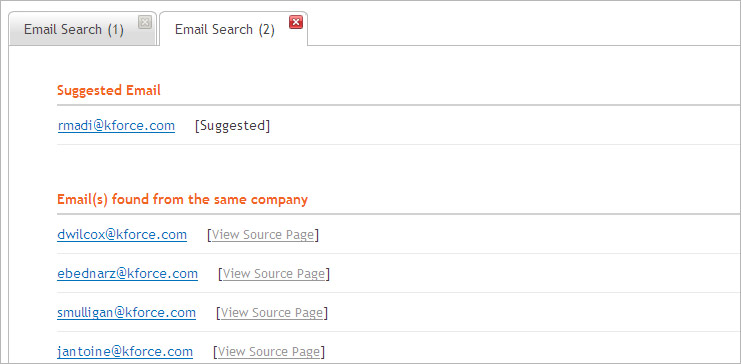 Email Search (1)
Email Search (2)
Suggested Email
rmadi@kforce.com [Suggested]
Email(s) found from the same company
dwilcox@kforce.com [View Source Page]
ebednarz@kforce.com [View Source Page]
smulligan@kforce.com [View Source Page]
jantoine@kforce.com [View Source Page]